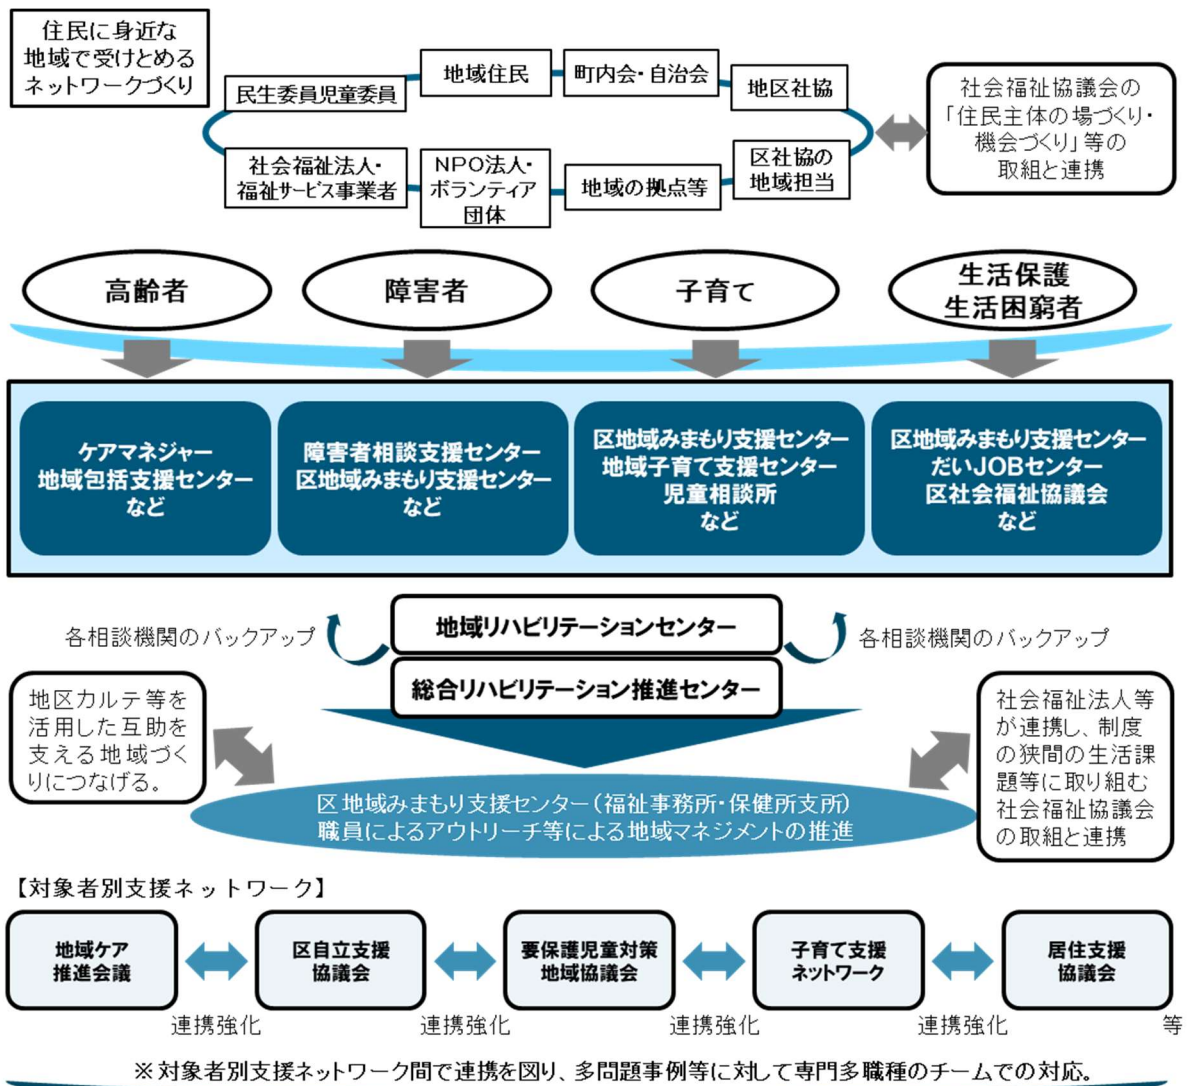 住民に身近な
地域で受けとめる
ネットワークづくり
民生委員児童委員
地域住民
町内会・自治会
地区社協
社会福祉法人・
福祉サービス事業者
NPO法人・
ボランティア
団体
地域の拠点等
区社協の
地域担当
社会福祉協議会の
「住民主体の場づくり・
機会づくり」等の
取組と連携
高齢者
障害者
子育て
生活保護
生活困窮者
ケアマネジャー
地域包括支援センター
など
障害者相談支援センター
区地域みまもり支援センター
など
区地域みまもり支援センター
地域子育て支援センター
児童相談所
など
区地域みまもり支援センター
だいJOBセンター
区社会福祉協議会
など
各相談機関のバックアップ
地域リハビリテーションセンター
総合リハビリテーション推進センター
各相談機関のバックアップ
地区カルテ等を
活用した互助を
支える地域づく
りにつなげる。
社会福祉法人等
が連携し、制度
の狭間の生活課
題等に取り組む
社会福祉協議会
の取組と連携
区地域みまもり支援センター(福祉事務所・保健所支所)
職員によるアウトリーチ等による地域マネジメントの推進
【対象者別支援ネットワーク】
地域ケア
推進会議
区自立支援
協議会
要保護児童対策
地域協議会
子育て支援
ネットワーク
居住支援
協議会
連携強化
連携強化
連携強化
連携強化
等
※対象者別支援ネットワーク間で連携を図り、多問題事例等に対して専門多職種のチームでの対応。